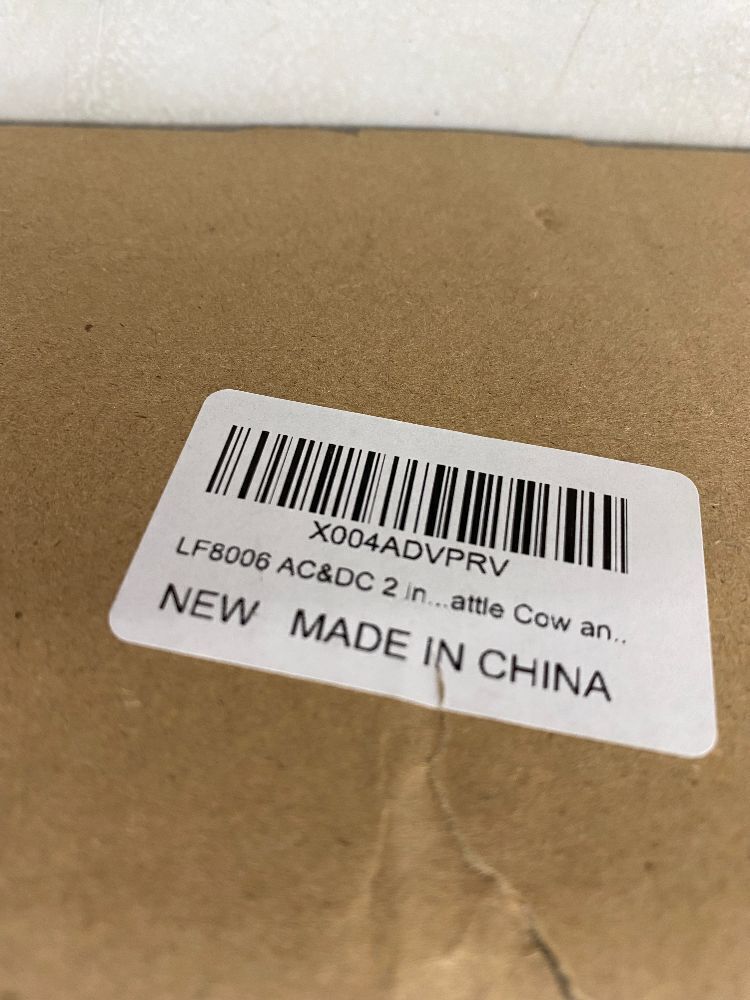 X004ADVPRV
LF8006 AC&DC 2 in...attle Cow an..
NEW MADE IN CHINA